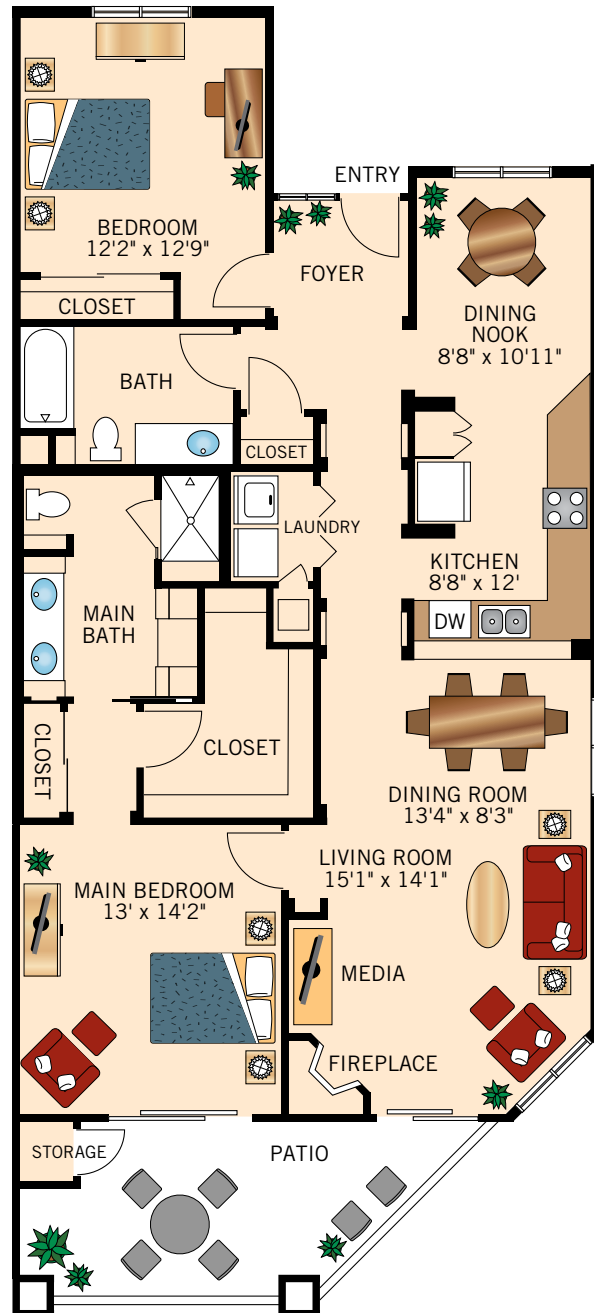 ENTRY
BEDROOM
12'2" x 12'9"
FOYER
CLOSET
DINING
NOOK
8'8" x 10'11"
BATH
CLOSET
LAUNDRY
KITCHEN
8'8" x 12'
MAIN
BATH
DW
CLOSET
CLOSET
DINING ROOM
13'4" x 8'3"
LIVING ROOM
15'1" x 14'1"
MAIN BEDROOM
13' x 14'2"
MEDIA
FIREPLACE
STORAGE
PATIO